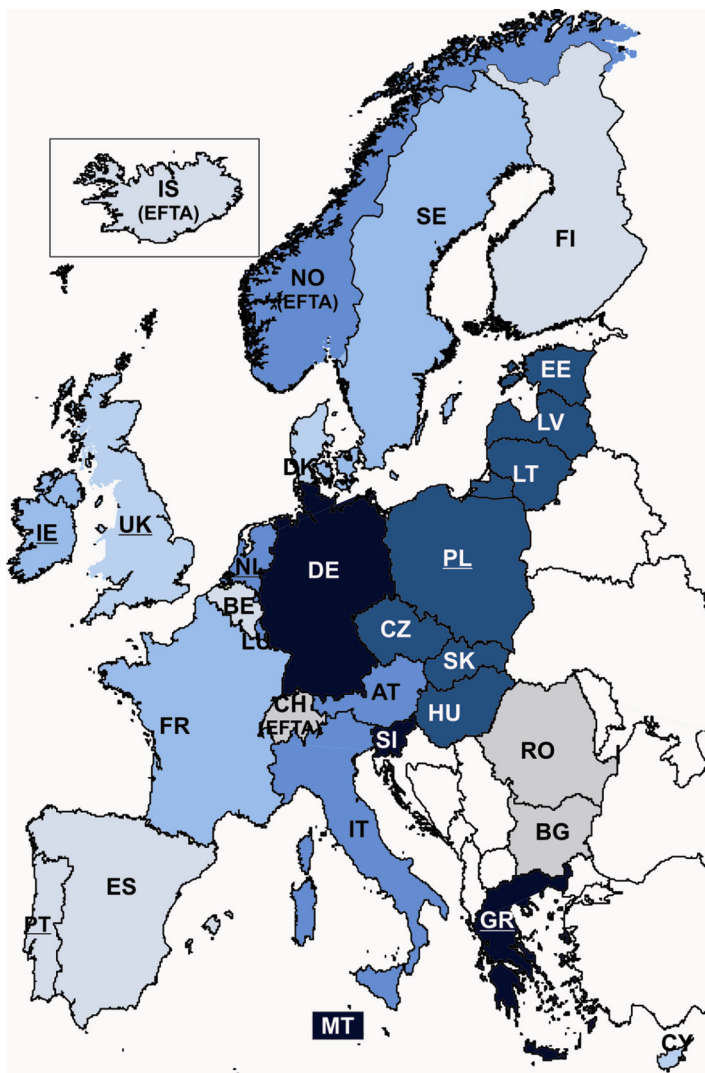 IS
(EFTA)
SE
FI
NO
(EFTA)
EE
LV
LT
DK
IE
UK
NL
PL
DE
BE
CZ
LU
SK
AT
CH
(EFTA)
HU
FR
SI
RO
IT
BG
ES
PT
GR
MT
CY